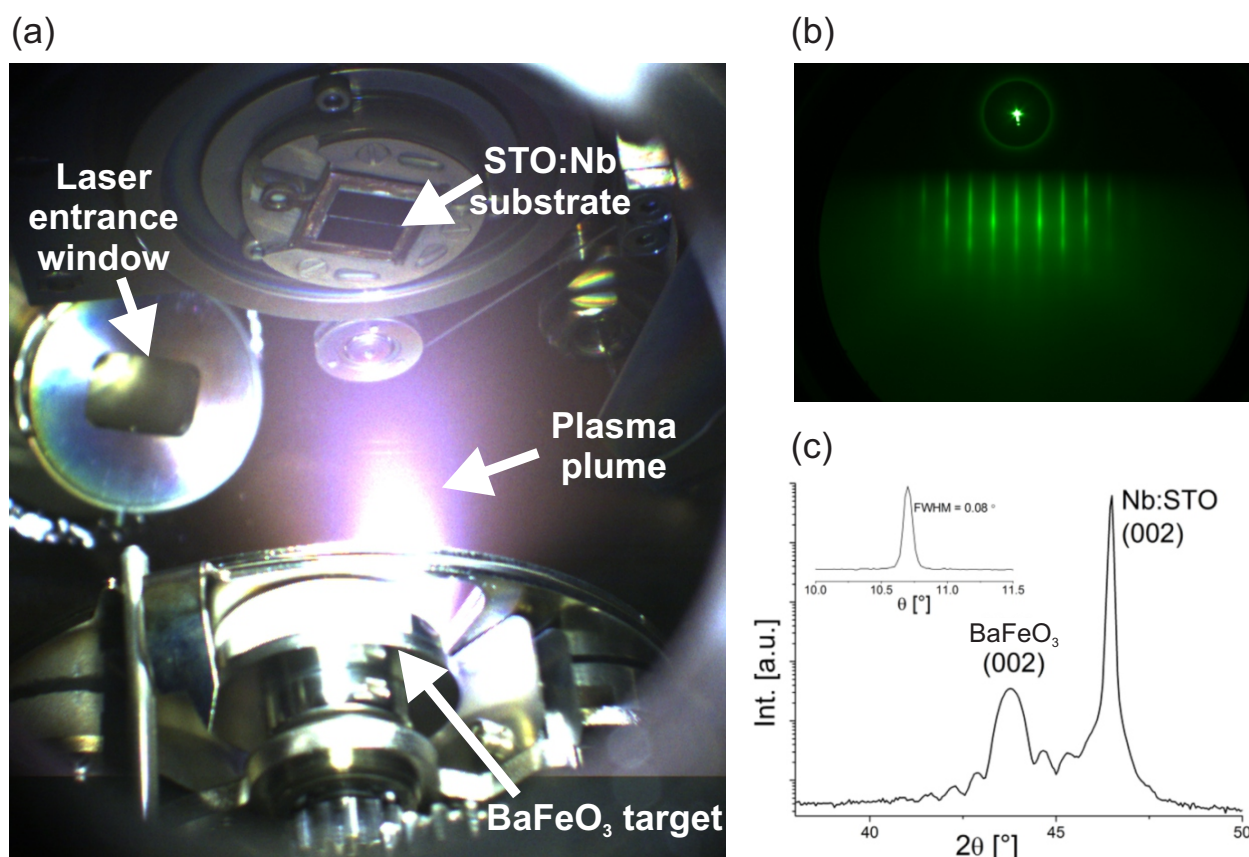 (a)
Laser
entrance
window
STO:Nb
substrate
Plasma
plume
BaFeO₃ target
(b)
(c)
Int. [a.u.]
FWHM = 0.08 °
10.0 10.5 11.0 11.5
θ [°]
BaFeO₃
(002)
Nb:STO
(002)
40 45 50
2θ [°]